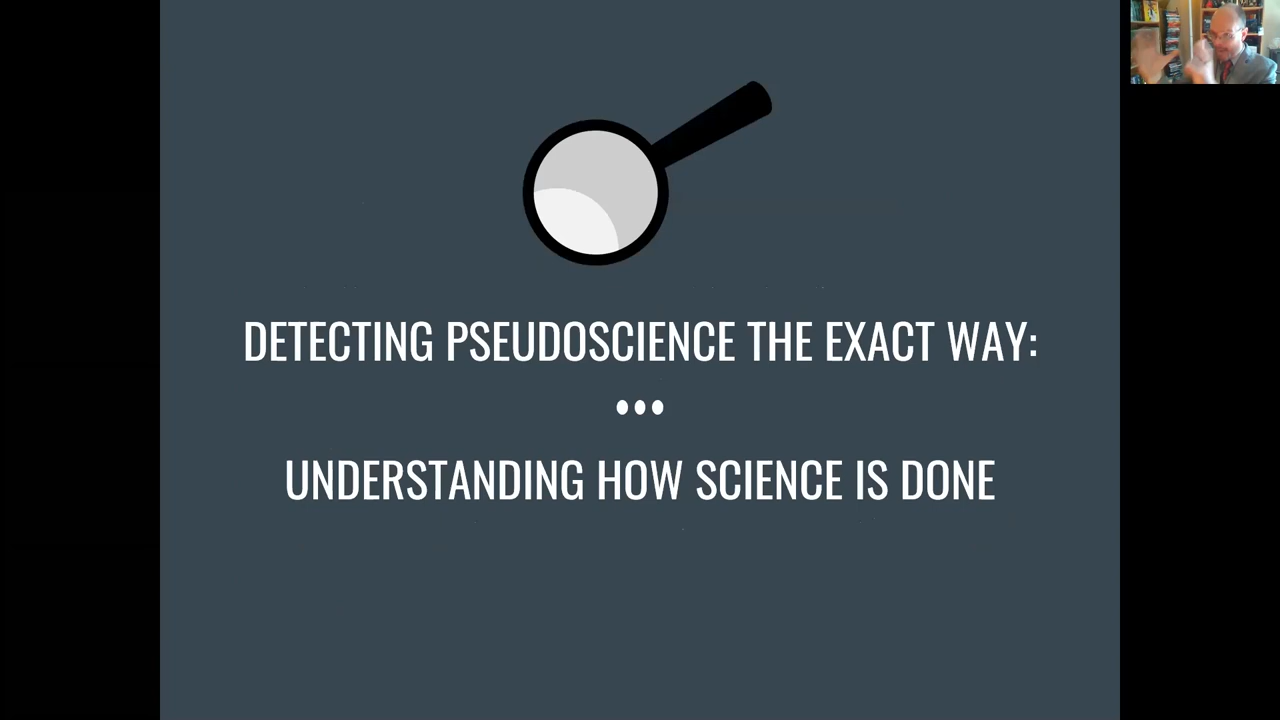 DETECTING PSEUDOSCIENCE THE EXACT WAY:
UNDERSTANDING HOW SCIENCE IS DONE